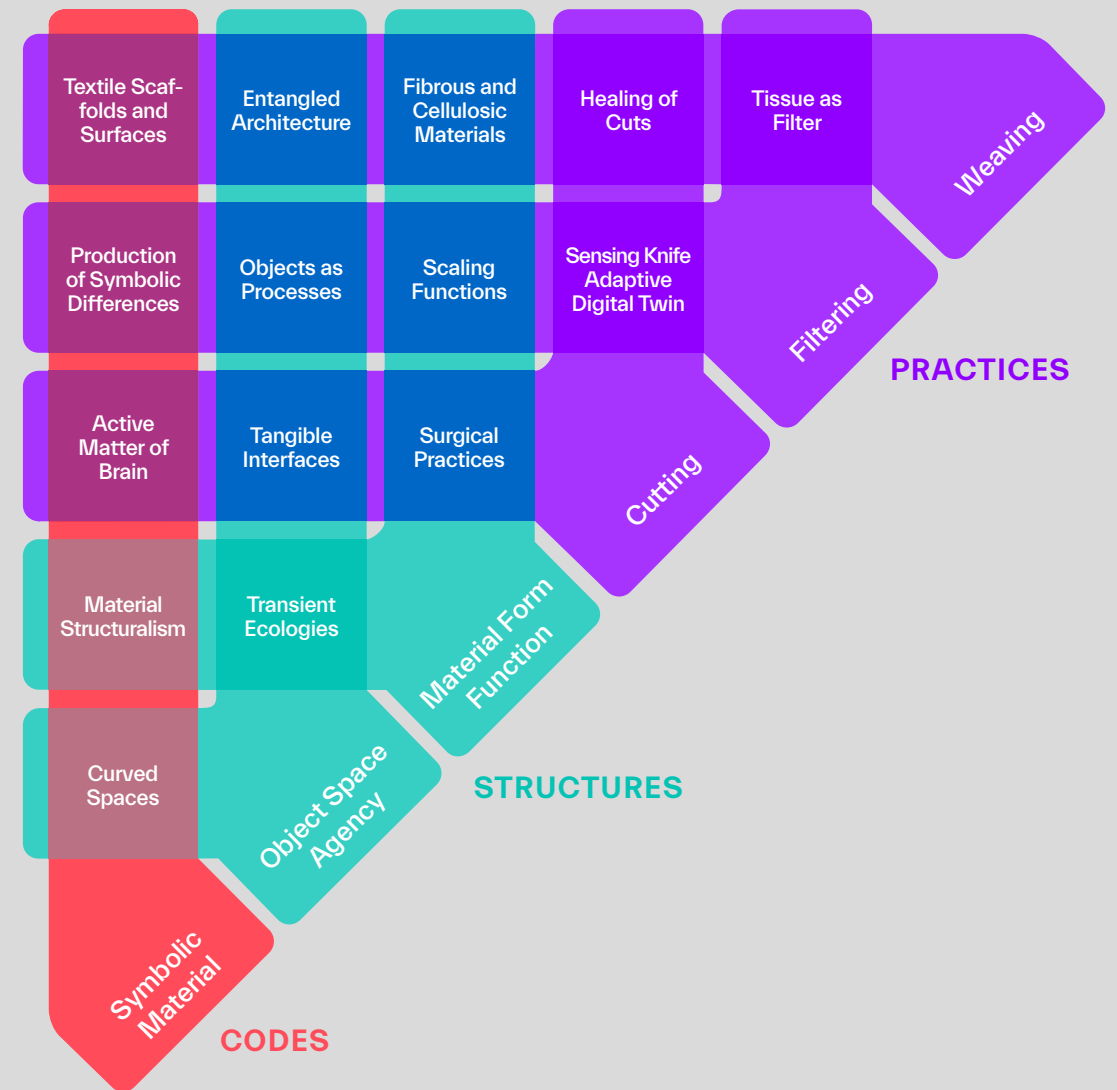 Textile Scaf-
folds and
Surfaces
Entangled
Architecture
Fibrous and
Cellulosic
Materials
Healing of
Cuts
Tissue as
Filter
Weaving
Production
of Symbolic
Differences
Objects as
Processes
Scaling
Functions
Sensing Knife
Adaptive
Digital Twin
Filtering
PRACTICES
Active
Matter of
Brain
Tangible
Interfaces
Surgical
Practices
Cutting
Material
Structuralism
Transient
Ecologies
Material Form
Function
Curved
Spaces
Object Space
Agency
STRUCTURES
Symbolic
Material
CODES